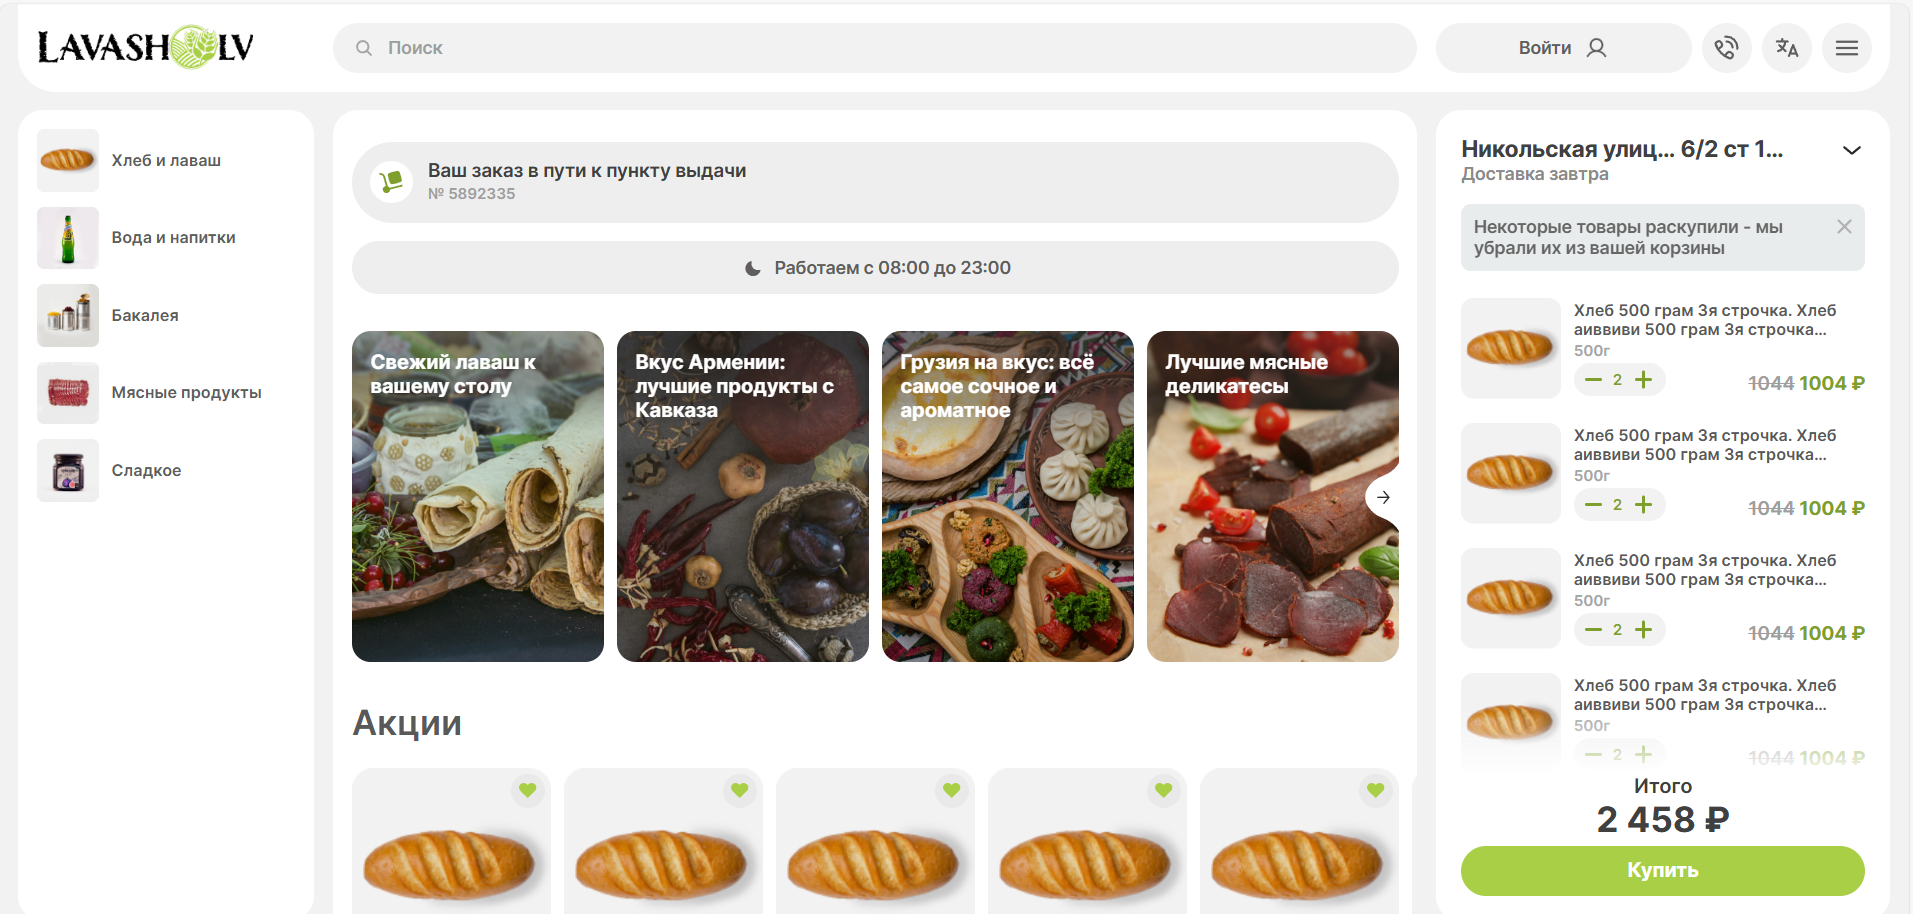 LAVASH LV
Поиск
Войти
Хлеб и лаваш
Вода и напитки
Бакалея
Мясные продукты
Сладкое
Ваш заказ в пути к пункту выдачи
№ 5892335
Работаем с 08:00 до 23:00
Свежий лаваш к
вашему столу
Вкус Армении:
лучшие продукты с
Кавказа
Грузия на вкус: всё
самое сочное и
ароматное
Лучшие мясные
деликатесы
Акции
Никольская улиц... 6/2 ст 1...
Доставка завтра
Некоторые товары раскупили - мы
убрали их из вашей корзины
Хлеб 500 грам 3я строчка. Хлеб
аиввиви 500 грам 3я строчка...
500г
2
1044 1004 ₽
Хлеб 500 грам 3я строчка. Хлеб
аиввиви 500 грам 3я строчка...
500г
2
1044 1004 ₽
Хлеб 500 грам 3я строчка. Хлеб
аиввиви 500 грам 3я строчка...
500г
2
1044 1004 ₽
Хлеб 500 грам 3я строчка. Хлеб
аиввиви 500 грам 3я строчка...
500г
2
1044 1004 ₽
Итого
2 458 ₽
Купить